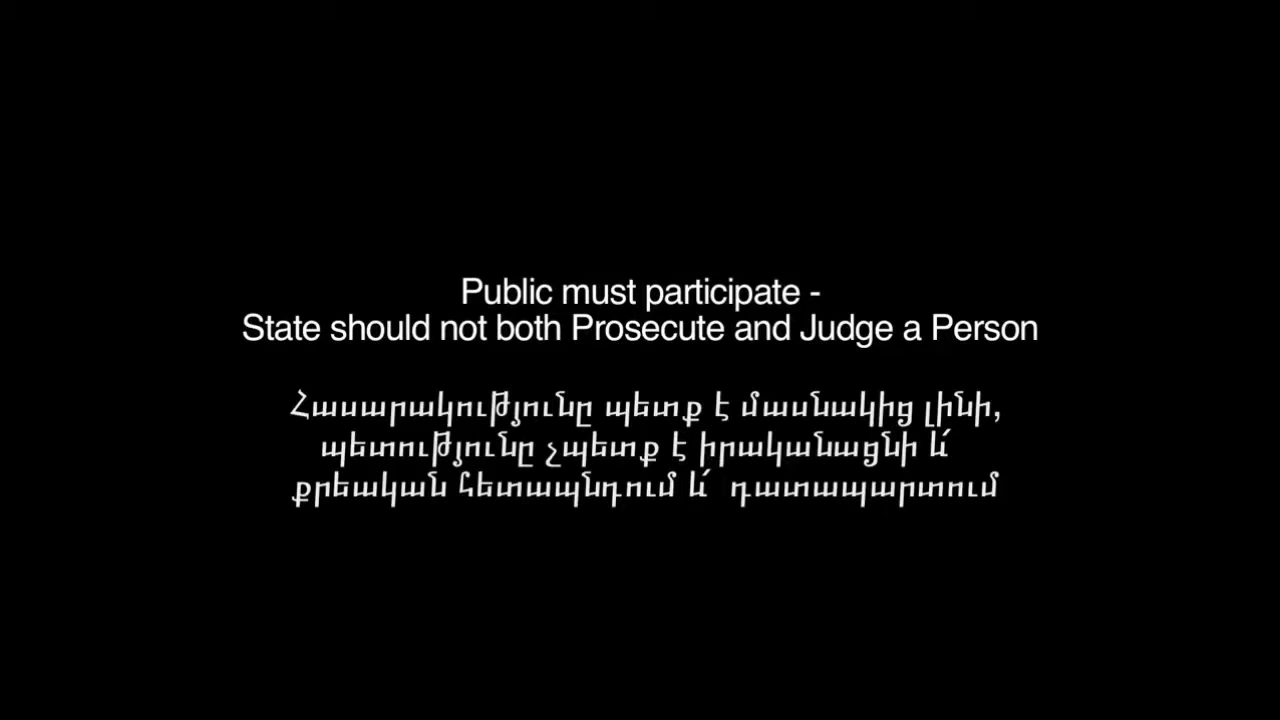 Public must participate -
State should not both Prosecute and Judge a Person
Հասարակությունը պետք է մասնակից լինի,
պետությունը չպետք է իրականացնի և՛
քրեական հետապնդում և՛ դատապարտում